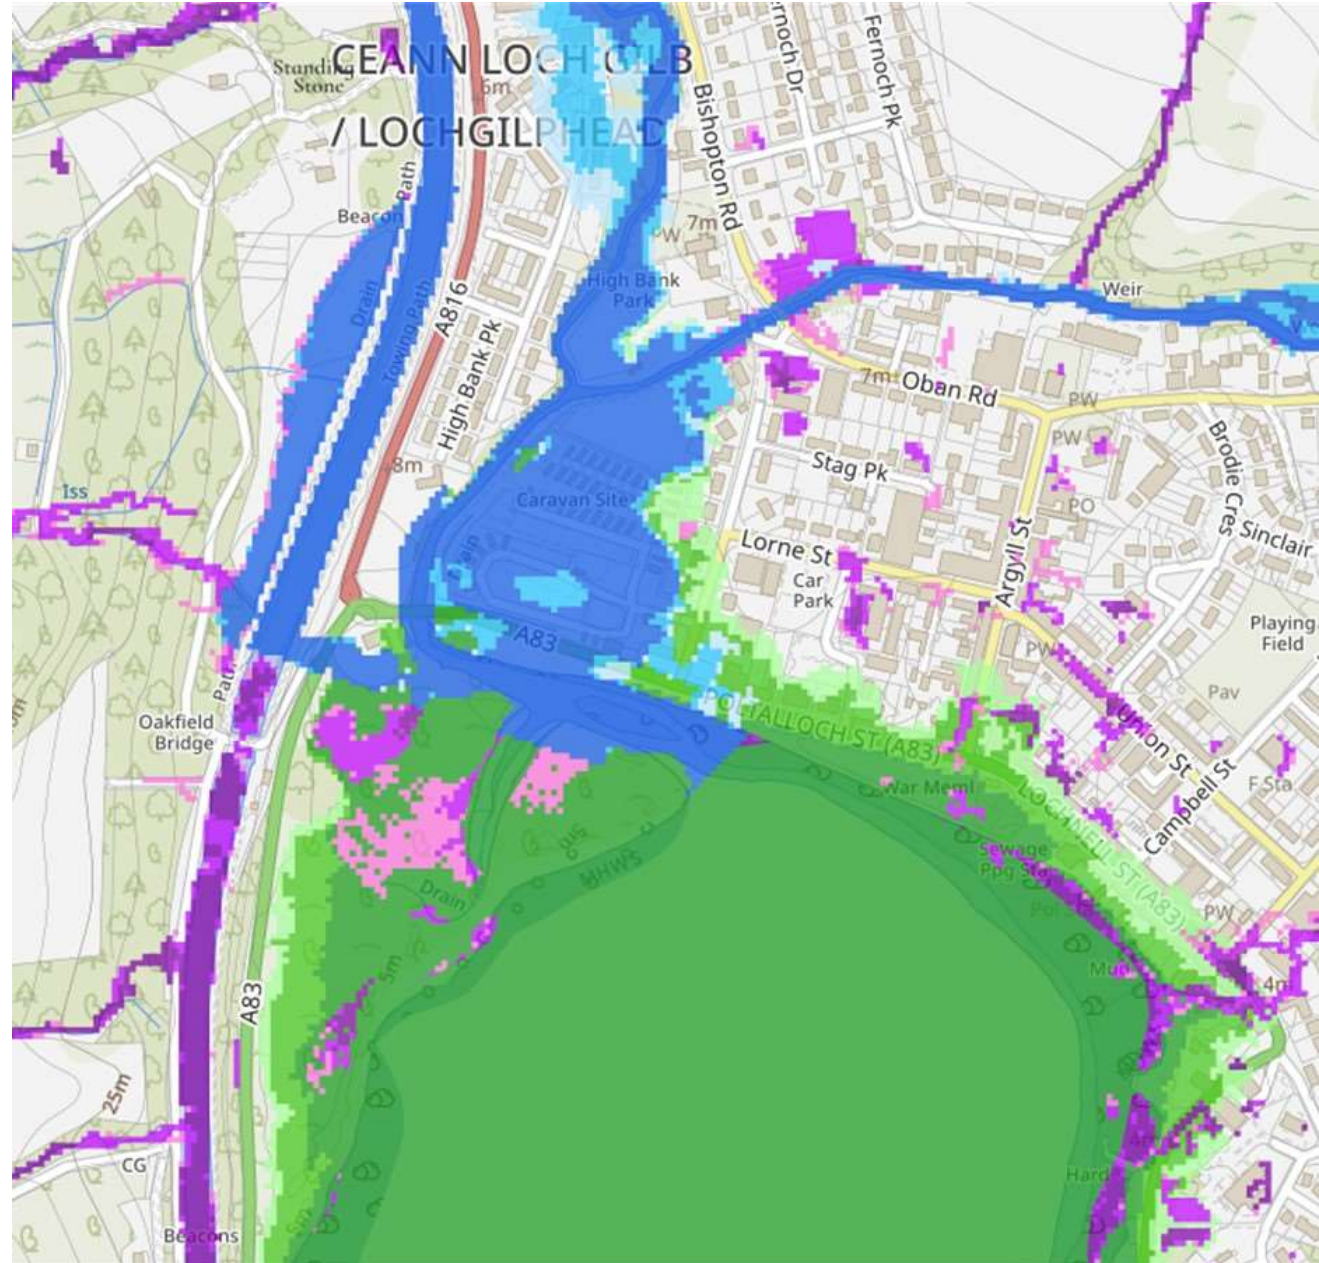 CEANN LOCH GILB
/ LOCHGILPHEAD
Standing
Stone
6m
Fernoch Pk
Bishopton Rd
Path
Beacon
7m
High Bank
Park
Drain
Towing Path
A816
High Bank Pk
Weir
7m
Oban Rd
PW
PW
Stag Pk
Brodie Cres
8m
Iss
Caravan Site
PO
Sinclair
Drain
Lorne St
Argyll St
Car
Park
A83
Playing
Field
PW
Path
Pav
Oakfield
Bridge
POLTALLOCH ST (A83)
Union St
F Sta
War Meml
LOCHNELL ST (A83)
Campbell St
Sewage
Ppg Sta
MHWS
Drain
PW
5m
Mud
4m
A83
25m
CG
Hard
5m
Beacons